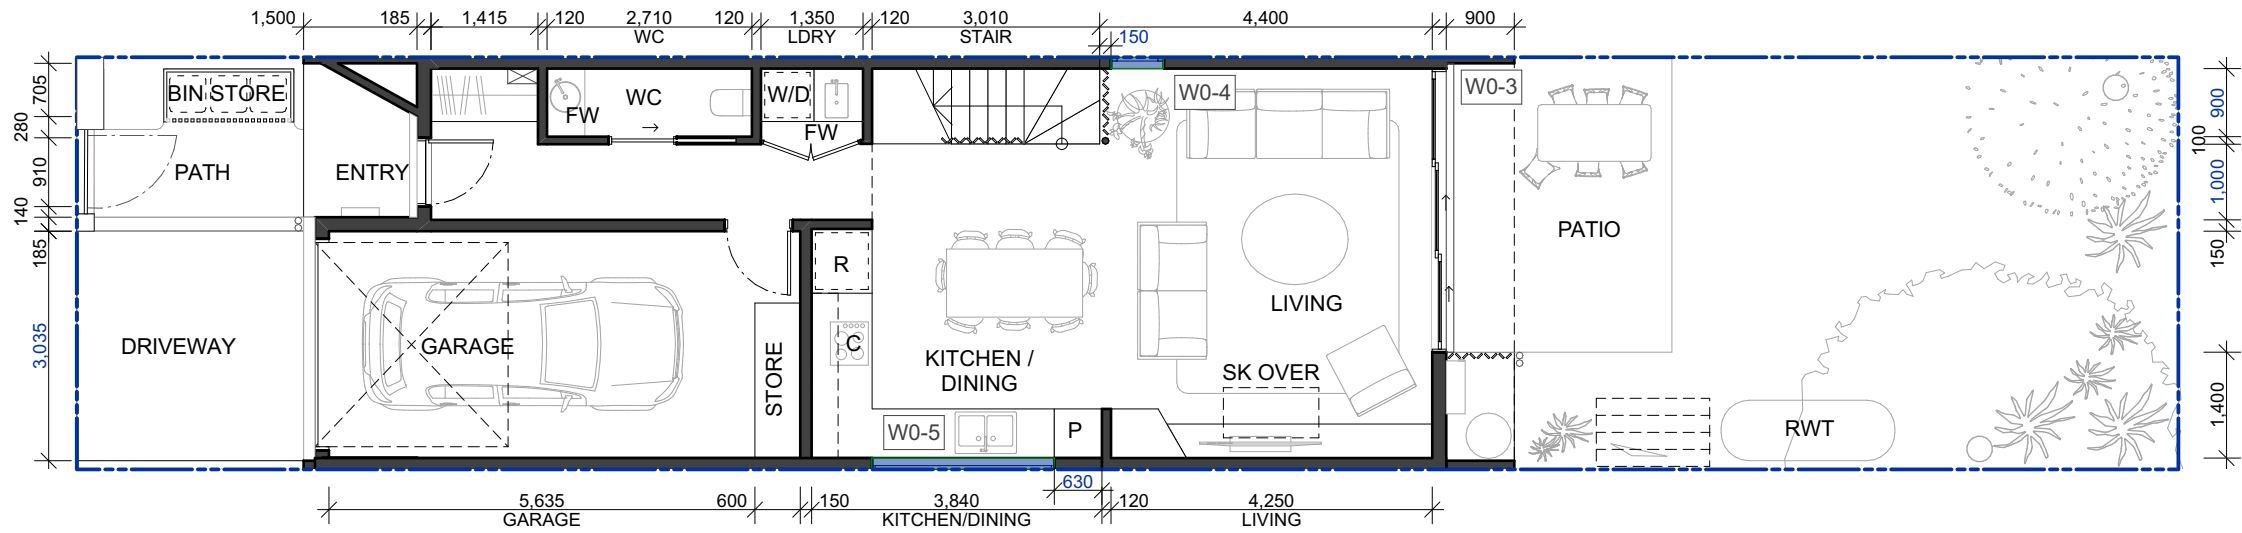 1,500 185 1,415 120 2,710 120 1,350 120 3,010 4,400 900
WC LDRY STAIR 150
705
280
910
140
185
3,035
BIN STORE
PATH
ENTRY
DRIVEWAY
FW
WC
W/D
FW
W0-4
W0-3
PATIO
R
C
GARAGE
STORE
KITCHEN /
DINING
LIVING
SK OVER
W0-5
P
RWT
900
100
1,000
150
1,400
630
5,635 600 150 3,840 120 4,250
GARAGE KITCHEN/DINING LIVING